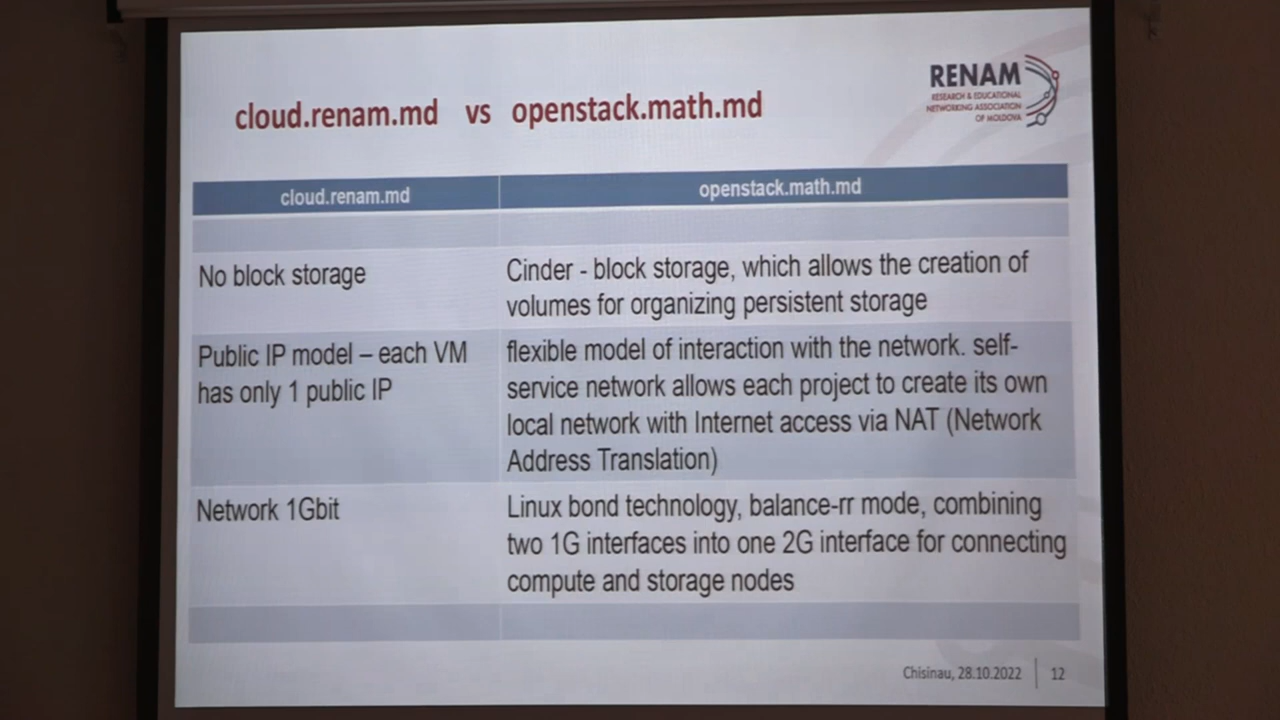 cloud.renam.md vs openstack.math.md
RENAM
RESEARCH & EDUCATIONAL
NETWORKING ASSOCIATION
OF MOLDOVA
cloud.renam.md
openstack.math.md
No block storage
Cinder - block storage, which allows the creation of
volumes for organizing persistent storage
Public IP model – each VM
has only 1 public IP
flexible model of interaction with the network. self-
service network allows each project to create its own
local network with Internet access via NAT (Network
Address Translation)
Network 1Gbit
Linux bond technology, balance-rr mode, combining
two 1G interfaces into one 2G interface for connecting
compute and storage nodes
Chisinau, 28.10.2022
12